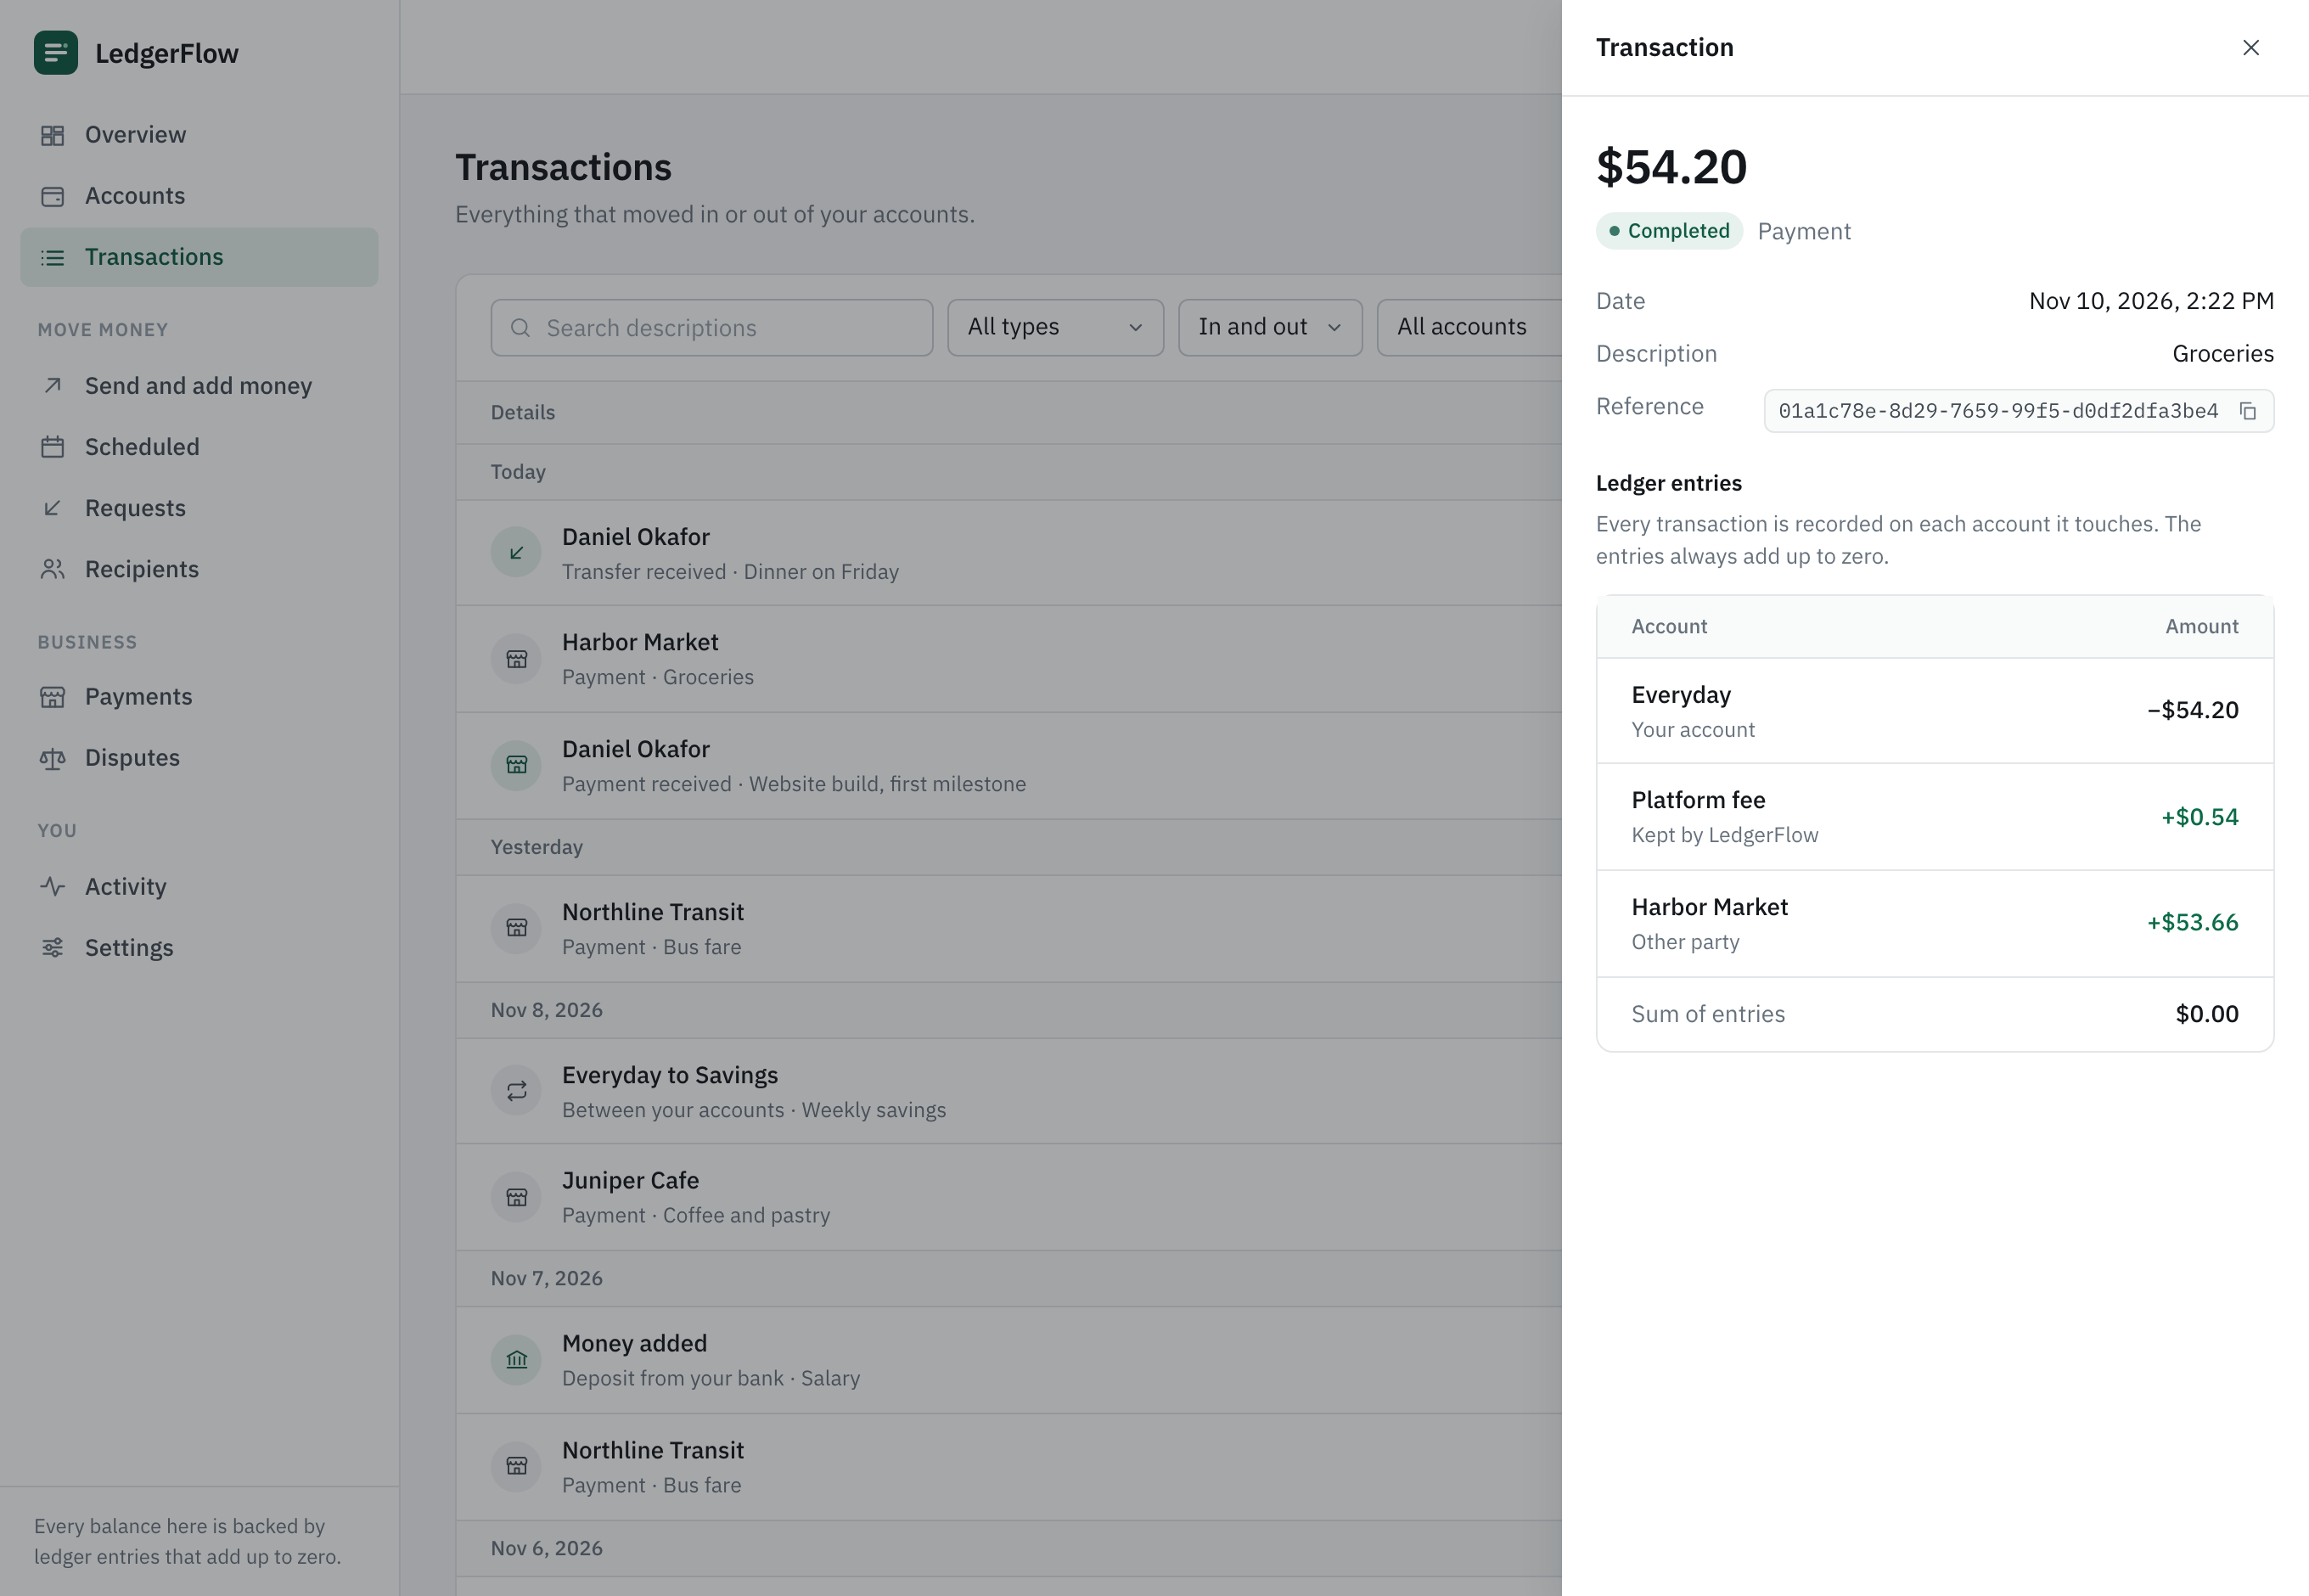 LedgerFlow
Overview
Accounts
Transactions
MOVE MONEY
Send and add money
Scheduled
Requests
Recipients
BUSINESS
Payments
Disputes
YOU
Activity
Settings
Every balance here is backed by
ledger entries that add up to zero.
Transactions
Everything that moved in or out of your accounts.
Search descriptions
All types
In and out
All accounts
Details
Today
Daniel Okafor
Transfer received · Dinner on Friday
Harbor Market
Payment · Groceries
Daniel Okafor
Payment received · Website build, first milestone
Yesterday
Northline Transit
Payment · Bus fare
Nov 8, 2026
Everyday to Savings
Between your accounts · Weekly savings
Juniper Cafe
Payment · Coffee and pastry
Nov 7, 2026
Money added
Deposit from your bank · Salary
Northline Transit
Payment · Bus fare
Nov 6, 2026
Transaction
$54.20
Completed Payment
Date Nov 10, 2026, 2:22 PM
Description Groceries
Reference 01a1c78e-8d29-7659-99f5-d0df2dfa3be4
Ledger entries
Every transaction is recorded on each account it touches. The
entries always add up to zero.
Account Amount
Everyday
Your account
−$54.20
Platform fee
Kept by LedgerFlow
+$0.54
Harbor Market
Other party
+$53.66
Sum of entries $0.00